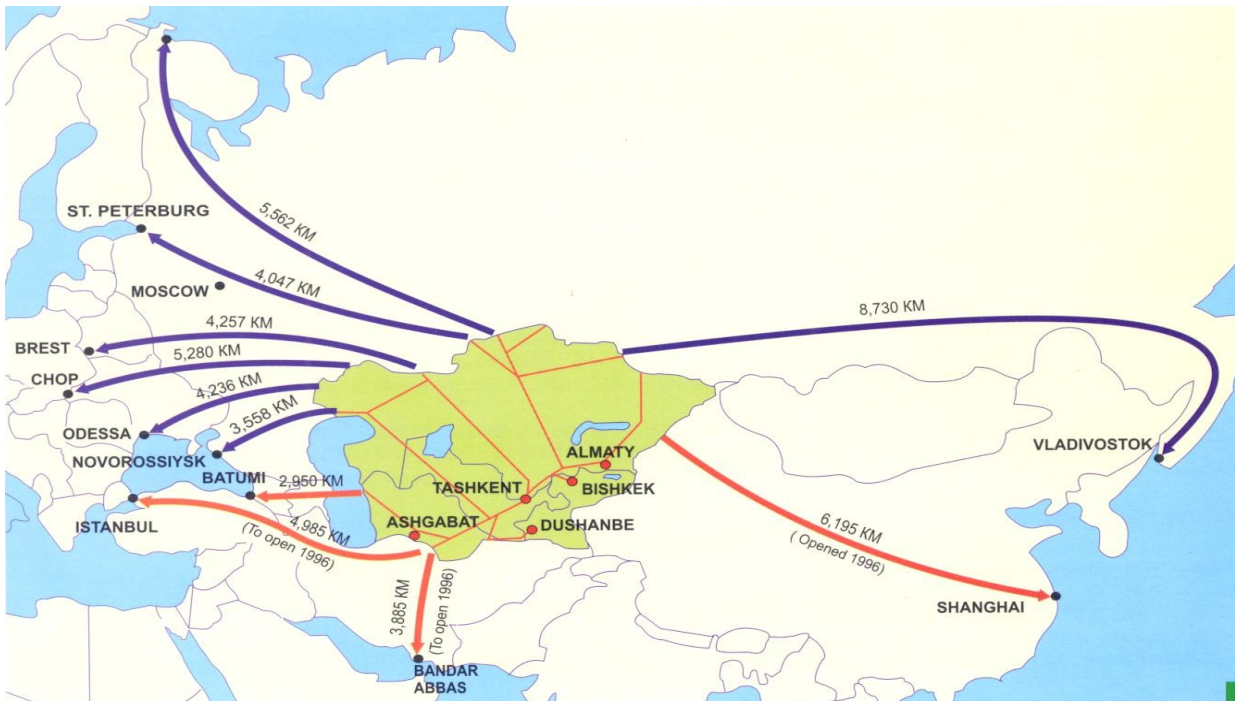 5,562 KM
ST. PETERBURG
4,047 KM
MOSCOW
8,730 KM
4,257 KM
BREST
5,280 KM
CHOP
4,236 KM
3,558 KM
ODESSA
NOVOROSSIYSK
VLADIVOSTOK
ALMATY
BATUMI
2,950 KM
TASHKENT
BISHKEK
ISTANBUL
4,985 KM
(To open 1996)
ASHGABAT
DUSHANBE
6,195 KM
( Opened 1996)
3,885 KM
(To open 1996)
SHANGHAI
BANDAR
ABBAS